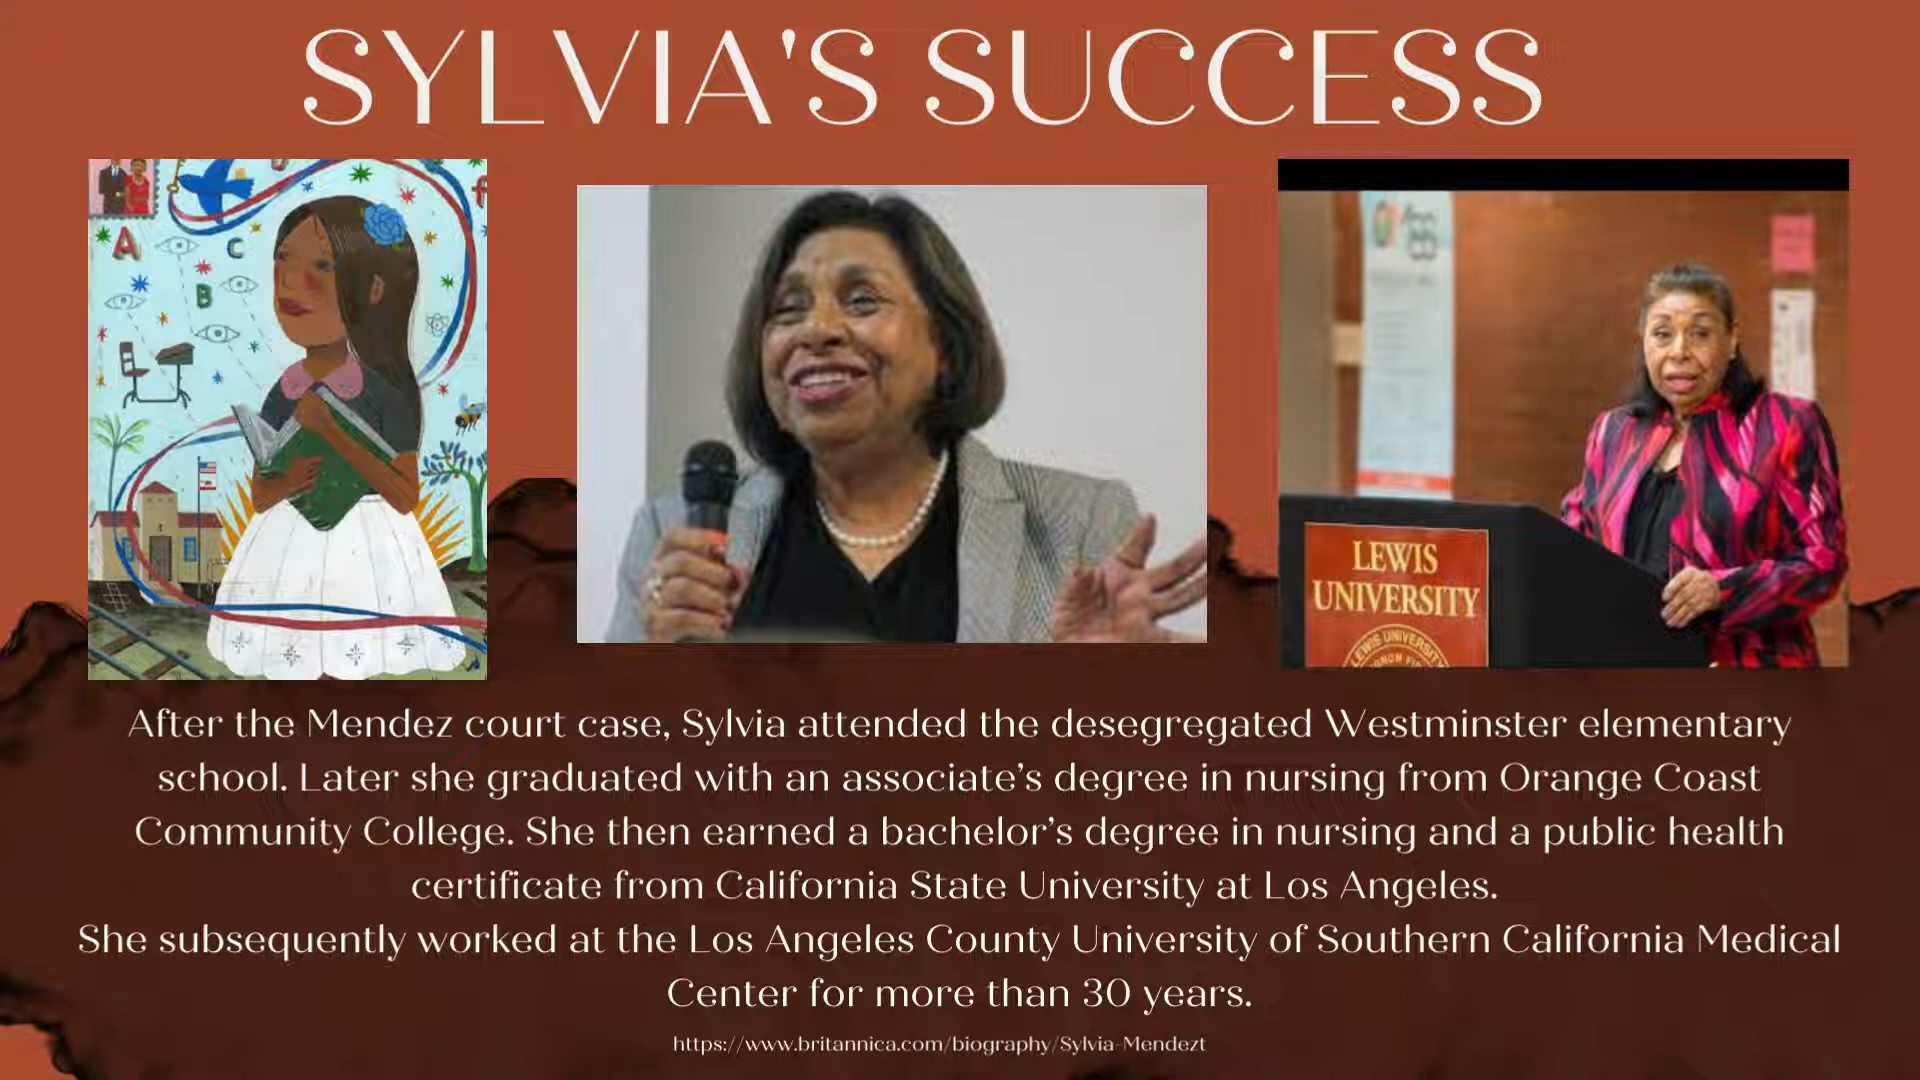 SYLVIA'S SUCCESS
A
C
B
LEWIS
UNIVERSITY
LEWIS UNIVERSITY
After the Mendez court case, Sylvia attended the desegregated Westminster elementary
school. Later she graduated with an associate’s degree in nursing from Orange Coast
Community College. She then earned a bachelor’s degree in nursing and a public health
certificate from California State University at Los Angeles.
She subsequently worked at the Los Angeles County University of Southern California Medical
Center for more than 30 years.
https://www.britannica.com/biography/Sylvia-Mendezt